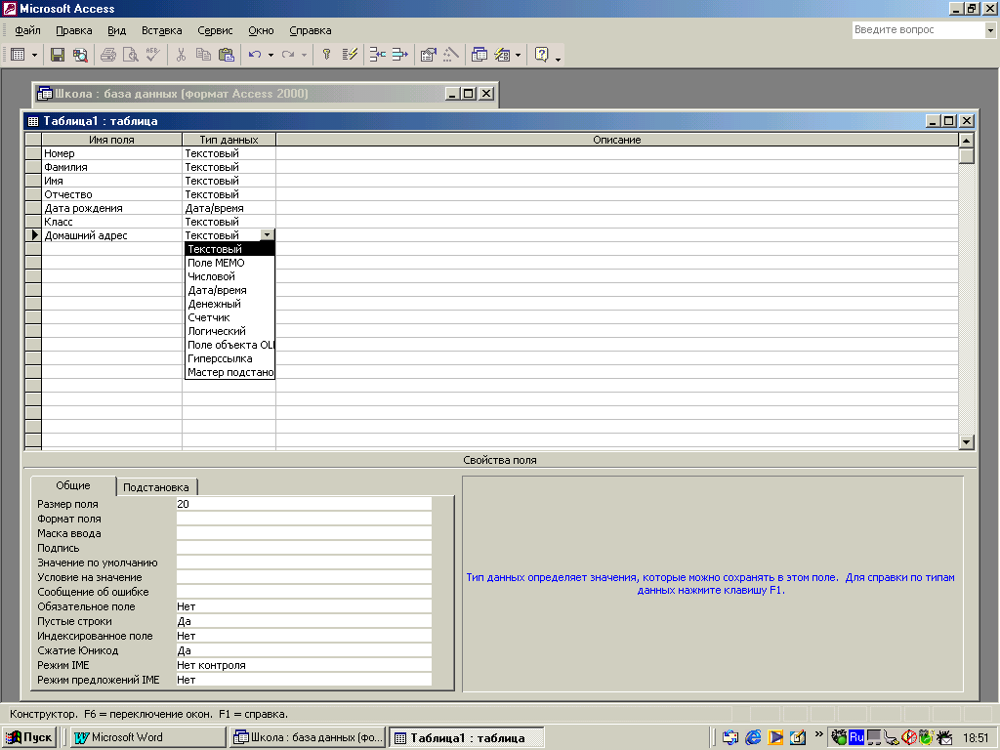 Microsoft Access
Файл Правка Вид Вставка Сервис Окно Справка
Введите вопрос
Школа : база данных (формат Access 2000)
Таблица1 : таблица
Имя поля Тип данных Описание
Номер Текстовый
Фамилия Текстовый
Имя Текстовый
Отчество Текстовый
Дата рождения Дата/время
Класс Текстовый
Домашний адрес Текстовый
Текстовый
Поле МЕМО
Числовой
Дата/время
Денежный
Счетчик
Логический
Поле объекта OLE
Гиперссылка
Мастер подстано
Свойства поля
Общие Подстановка
Размер поля 20
Формат поля
Маска ввода
Подпись
Значение по умолчанию
Условие на значение
Сообщение об ошибке
Обязательное поле Нет
Пустые строки Да
Индексированное поле Нет
Сжатие Юникод Да
Режим IME Нет контроля
Режим предложений IME Нет
Тип данных определяет значения, которые можно сохранять в этом поле. Для справки по типам
данных нажмите клавишу F1.
Конструктор. F6 = переключение окон. F1 = справка.
Пуск Microsoft Word Школа : база данных (фо... Таблица1 : таблица » Ru 18:51